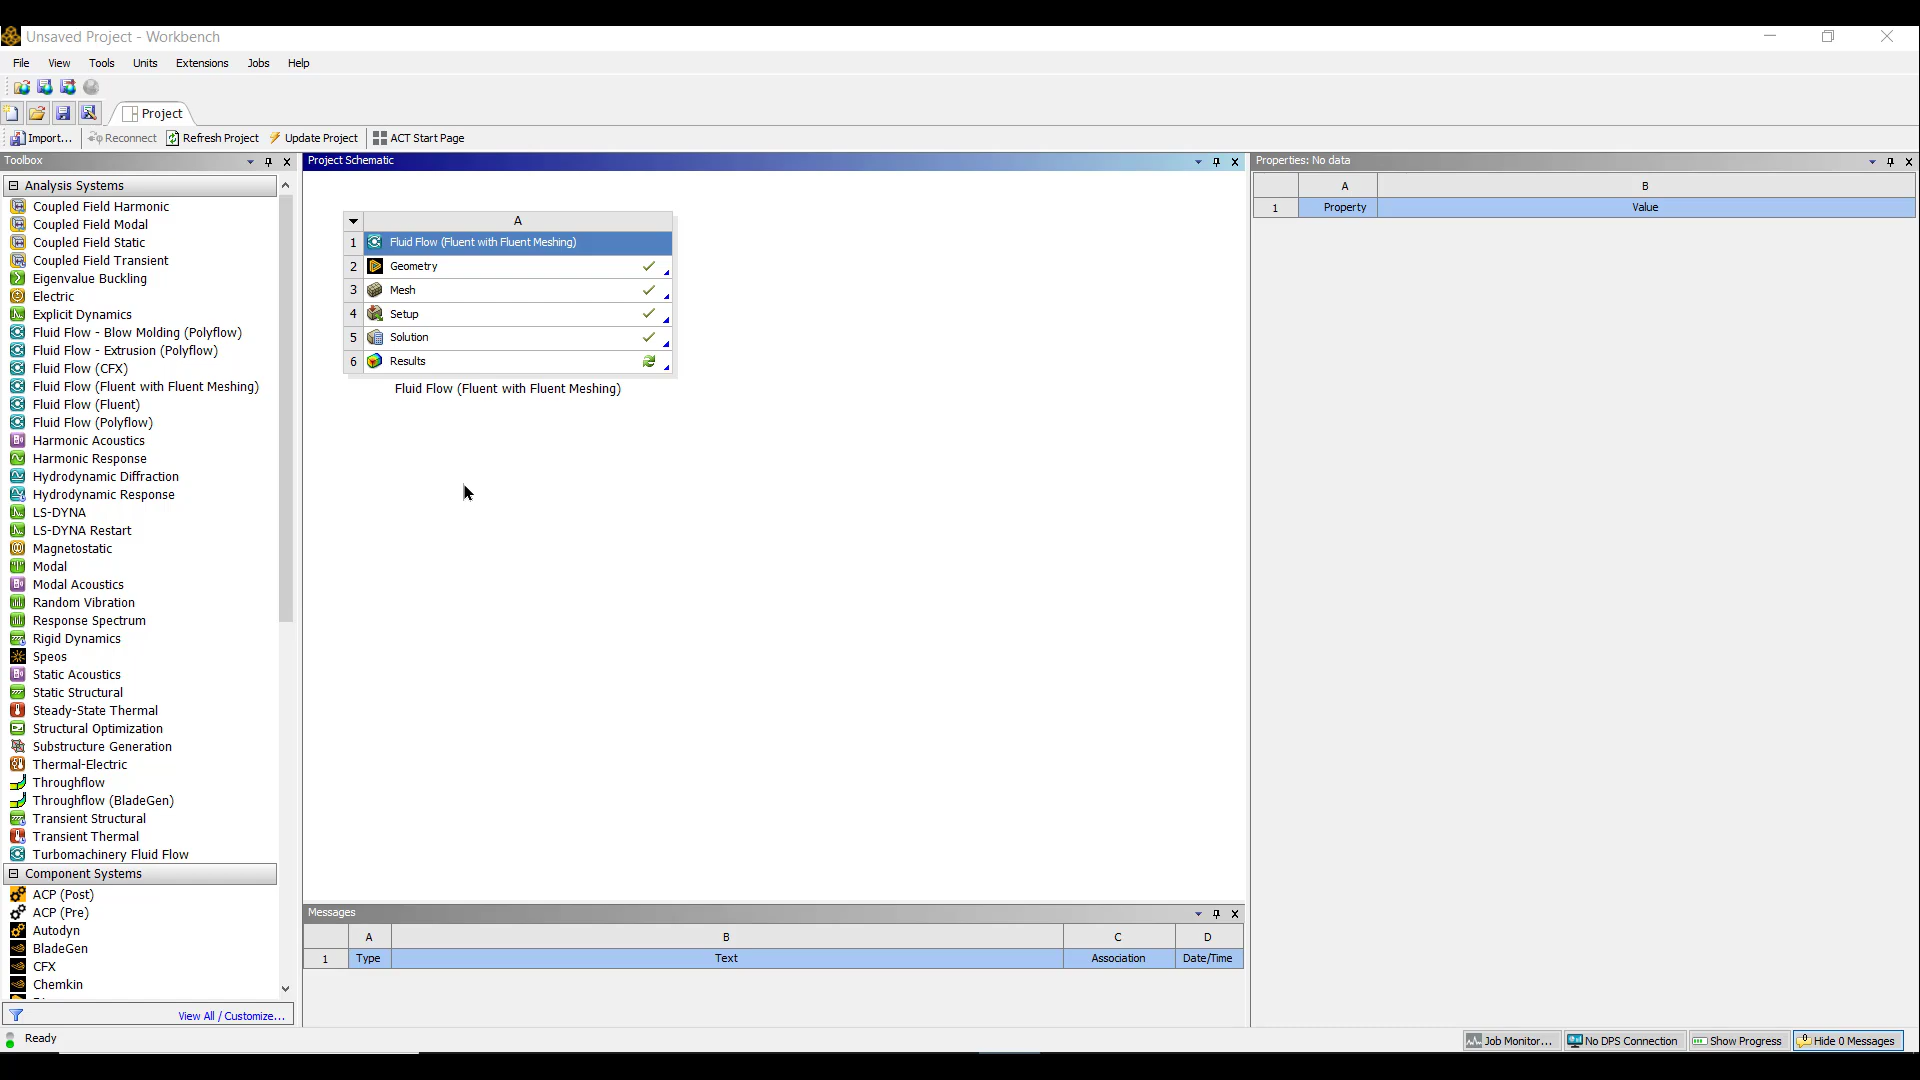 Unsaved Project - Workbench
File View Tools Units Extensions Jobs Help
Project
Import... Reconnect Refresh Project Update Project ACT Start Page
Toolbox
Analysis Systems
Coupled Field Harmonic
Coupled Field Modal
Coupled Field Static
Coupled Field Transient
Eigenvalue Buckling
Electric
Explicit Dynamics
Fluid Flow - Blow Molding (Polyflow)
Fluid Flow - Extrusion (Polyflow)
Fluid Flow (CFX)
Fluid Flow (Fluent with Fluent Meshing)
Fluid Flow (Fluent)
Fluid Flow (Polyflow)
Harmonic Acoustics
Harmonic Response
Hydrodynamic Diffraction
Hydrodynamic Response
LS-DYNA
LS-DYNA Restart
Magnetostatic
Modal
Modal Acoustics
Random Vibration
Response Spectrum
Rigid Dynamics
Speos
Static Acoustics
Static Structural
Steady-State Thermal
Structural Optimization
Substructure Generation
Thermal-Electric
Throughflow
Throughflow (BladeGen)
Transient Structural
Transient Thermal
Turbomachinery Fluid Flow
Component Systems
ACP (Post)
ACP (Pre)
Autodyn
BladeGen
CFX
Chemkin
View All / Customize...
Project Schematic
A
1 Fluid Flow (Fluent with Fluent Meshing)
2 Geometry
3 Mesh
4 Setup
5 Solution
6 Results
Fluid Flow (Fluent with Fluent Meshing)
Messages
A B C D
1 Type Text Association Date/Time
Properties: No data
A B
1 Property Value
Ready
Job Monitor... No DPS Connection Show Progress Hide 0 Messages